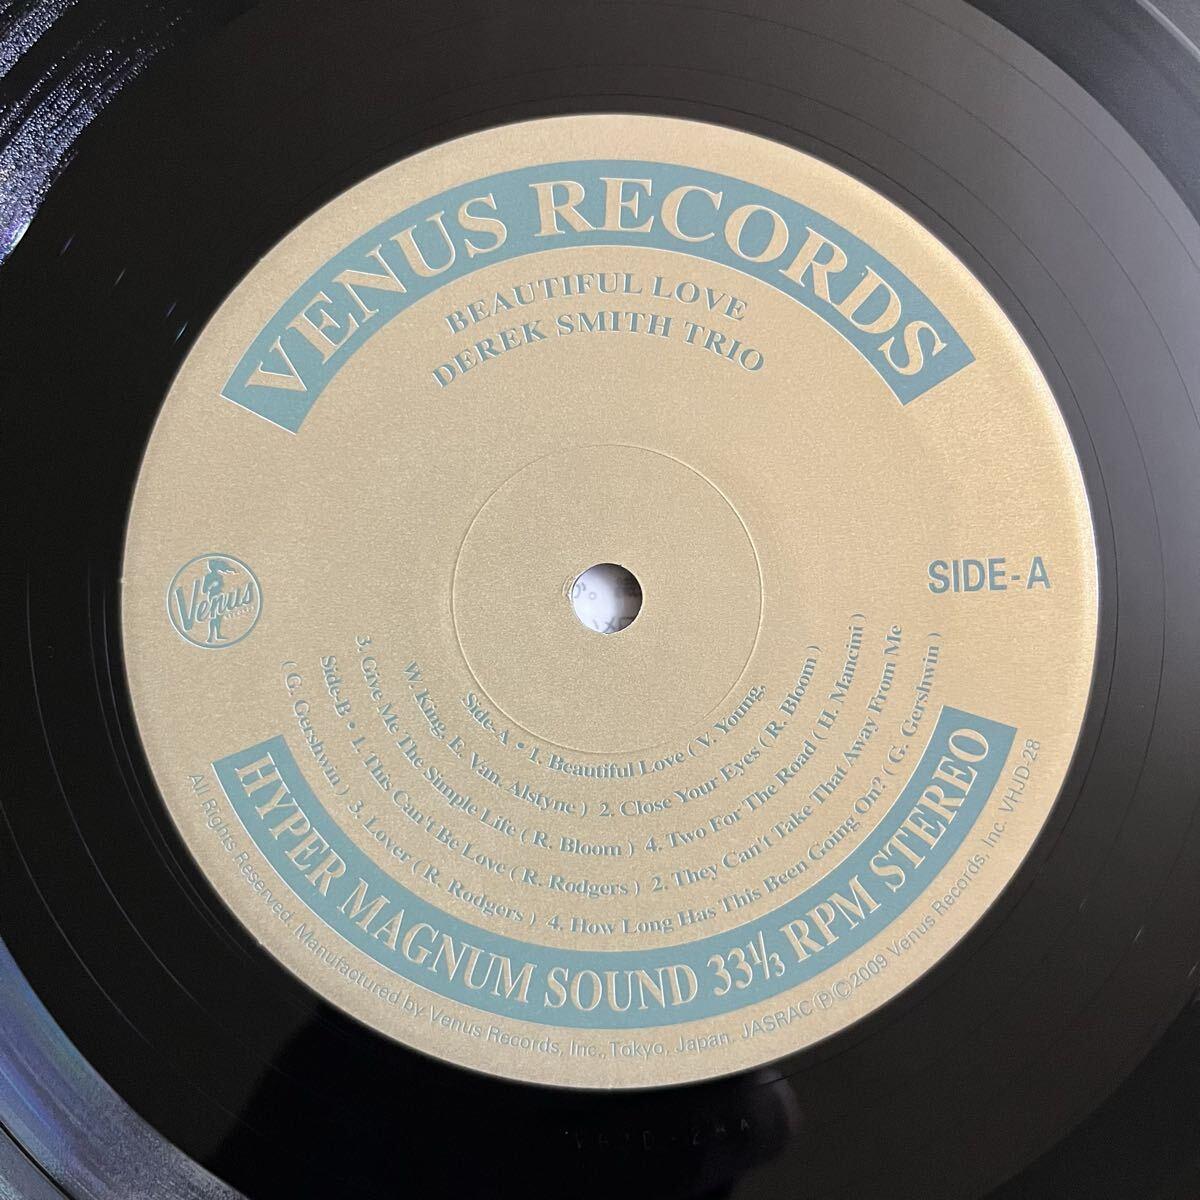 VENUS RECORDS
BEAUTIFUL LOVE
DEREK SMITH TRIO
Venus
SIDE-A
Side-A • 1. Beautiful Love ( V. Young,
W. King, E. Van. Alstyne ) 2. Close Your Eyes ( R. Bloom )
3. Give Me The Simple Life ( R. Bloom ) 4. Two For The Road ( H. Mancini )
Side-B • 1. This Can't Be Love ( R. Rodgers ) 2. They Can't Take That Away From Me
( G. Gershwin ) 3. Lover ( R. Rodgers ) 4. How Long Has This Been Going On? ( G. Gershwin )
HYPER MAGNUM SOUND 33⅓ RPM STEREO
All Rights Reserved. Manufactured by Venus Records, Inc., Tokyo, Japan. JASRAC Ⓟ©2009 Venus Records, Inc. VHJD-28